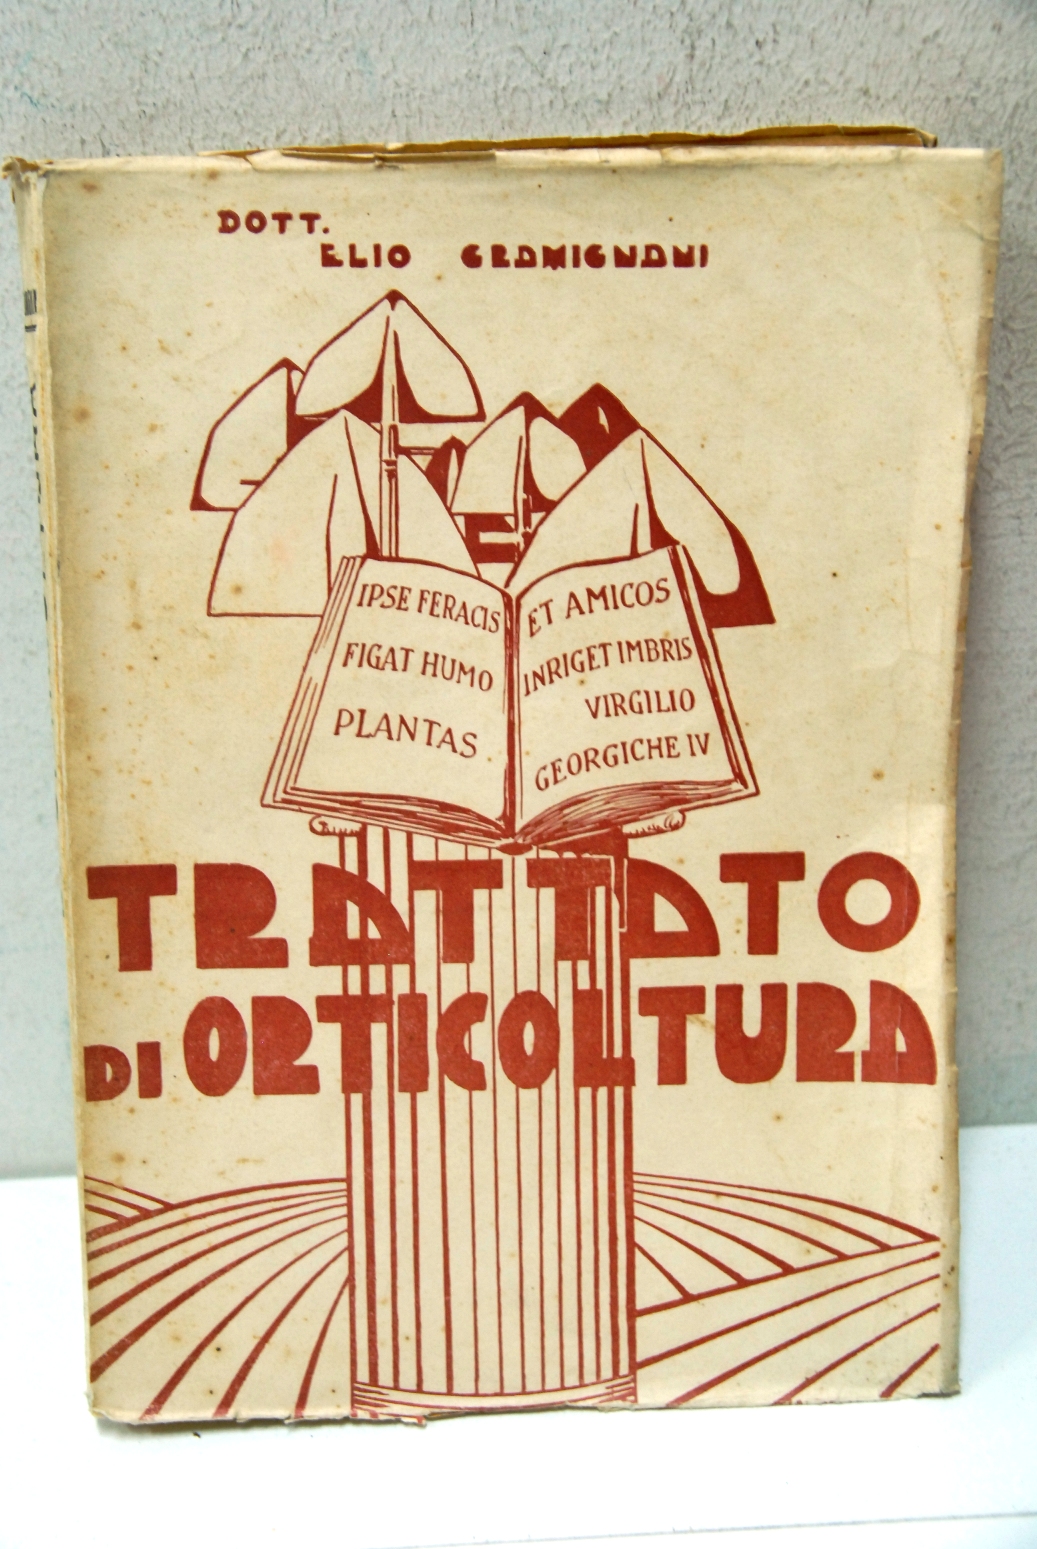 DOTT.
ELIO GRAMIGNANI
IPSE FERACIS
FIGAT HUMO
PLANTAS
ET AMICOS
INRIGET IMBRIS
VIRGILIO
GEORGICHE IV
TRATTATO
DI ORTICOLTURA